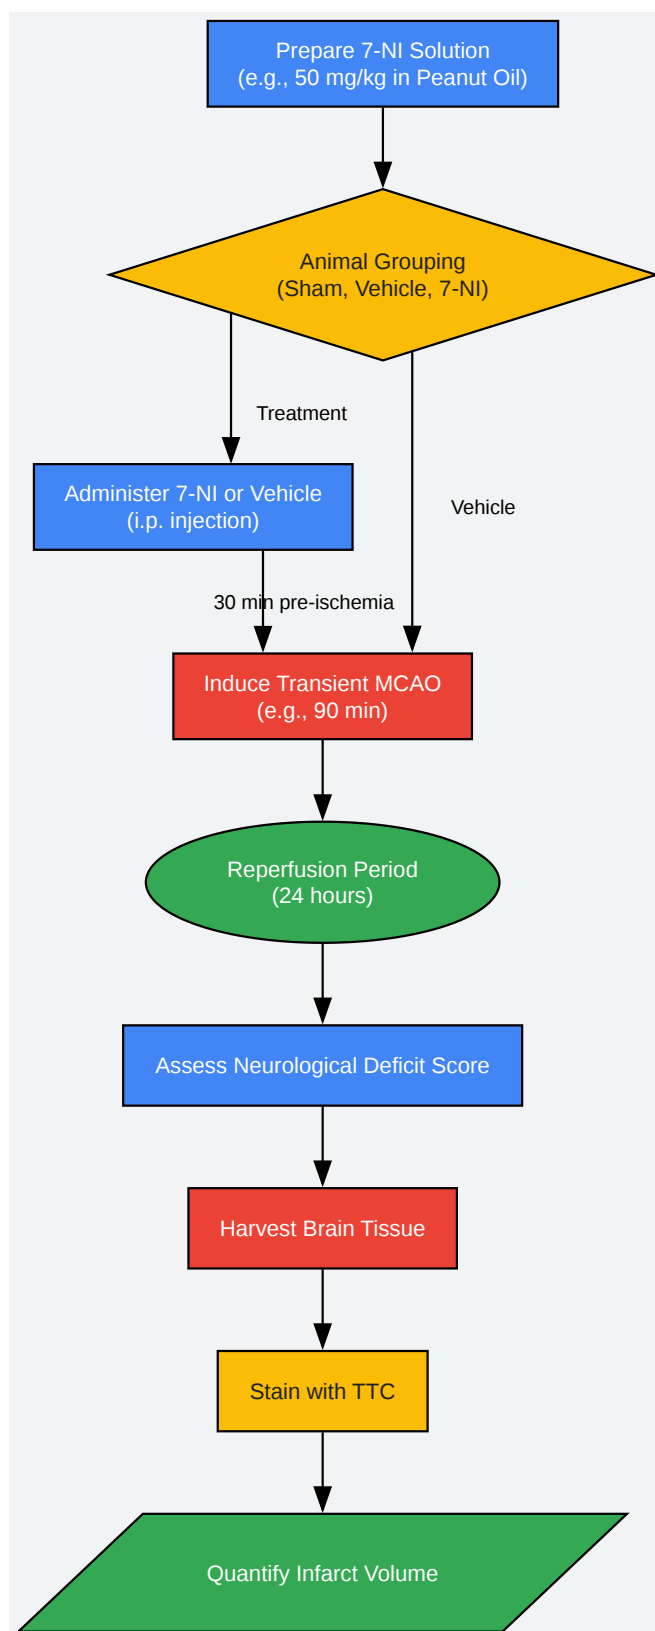 Prepare 7-NI Solution
(e.g., 50 mg/kg in Peanut Oil)
Animal Grouping
(Sham, Vehicle, 7-NI)
Treatment
Administer 7-NI or Vehicle
(i.p. injection)
Vehicle
30 min pre-ischemia
Induce Transient MCAO
(e.g., 90 min)
Reperfusion Period
(24 hours)
Assess Neurological Deficit Score
Harvest Brain Tissue
Stain with TTC
Quantify Infarct Volume